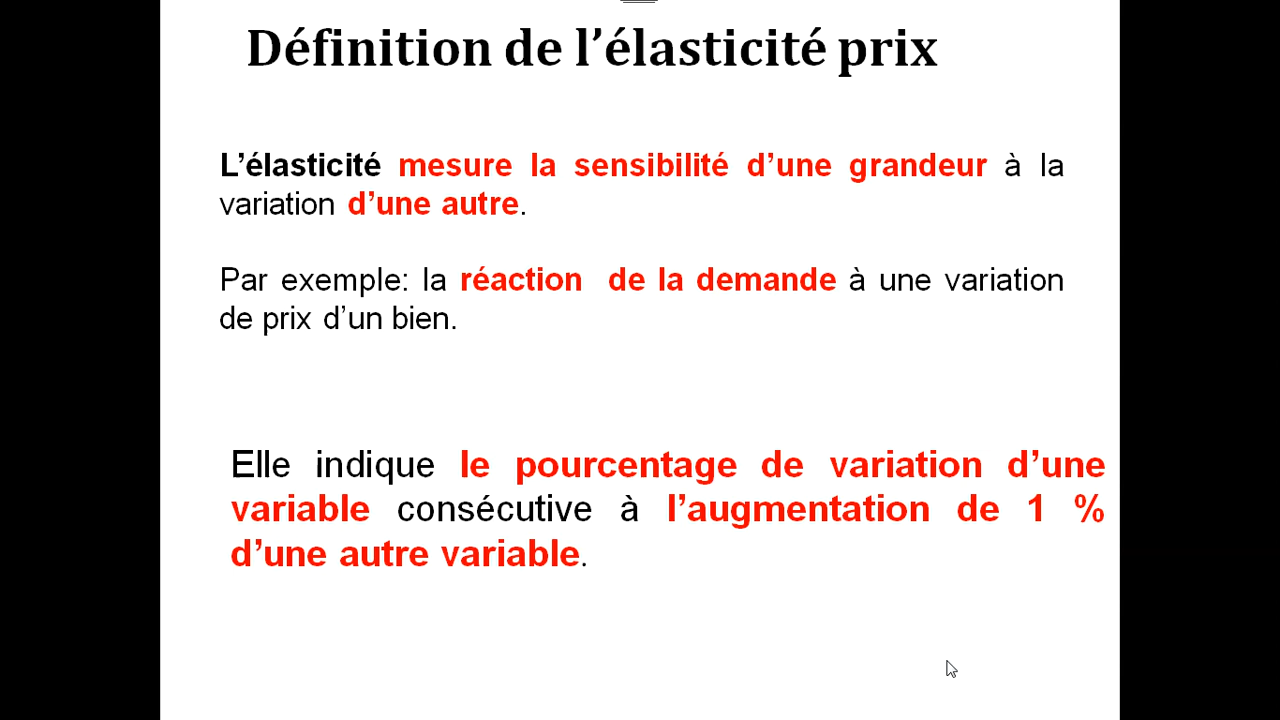 Définition de l’élasticité prix
L’élasticité mesure la sensibilité d’une grandeur à la
variation d’une autre.
Par exemple: la réaction de la demande à une variation
de prix d’un bien.
Elle indique le pourcentage de variation d’une
variable consécutive à l’augmentation de 1 %
d’une autre variable.